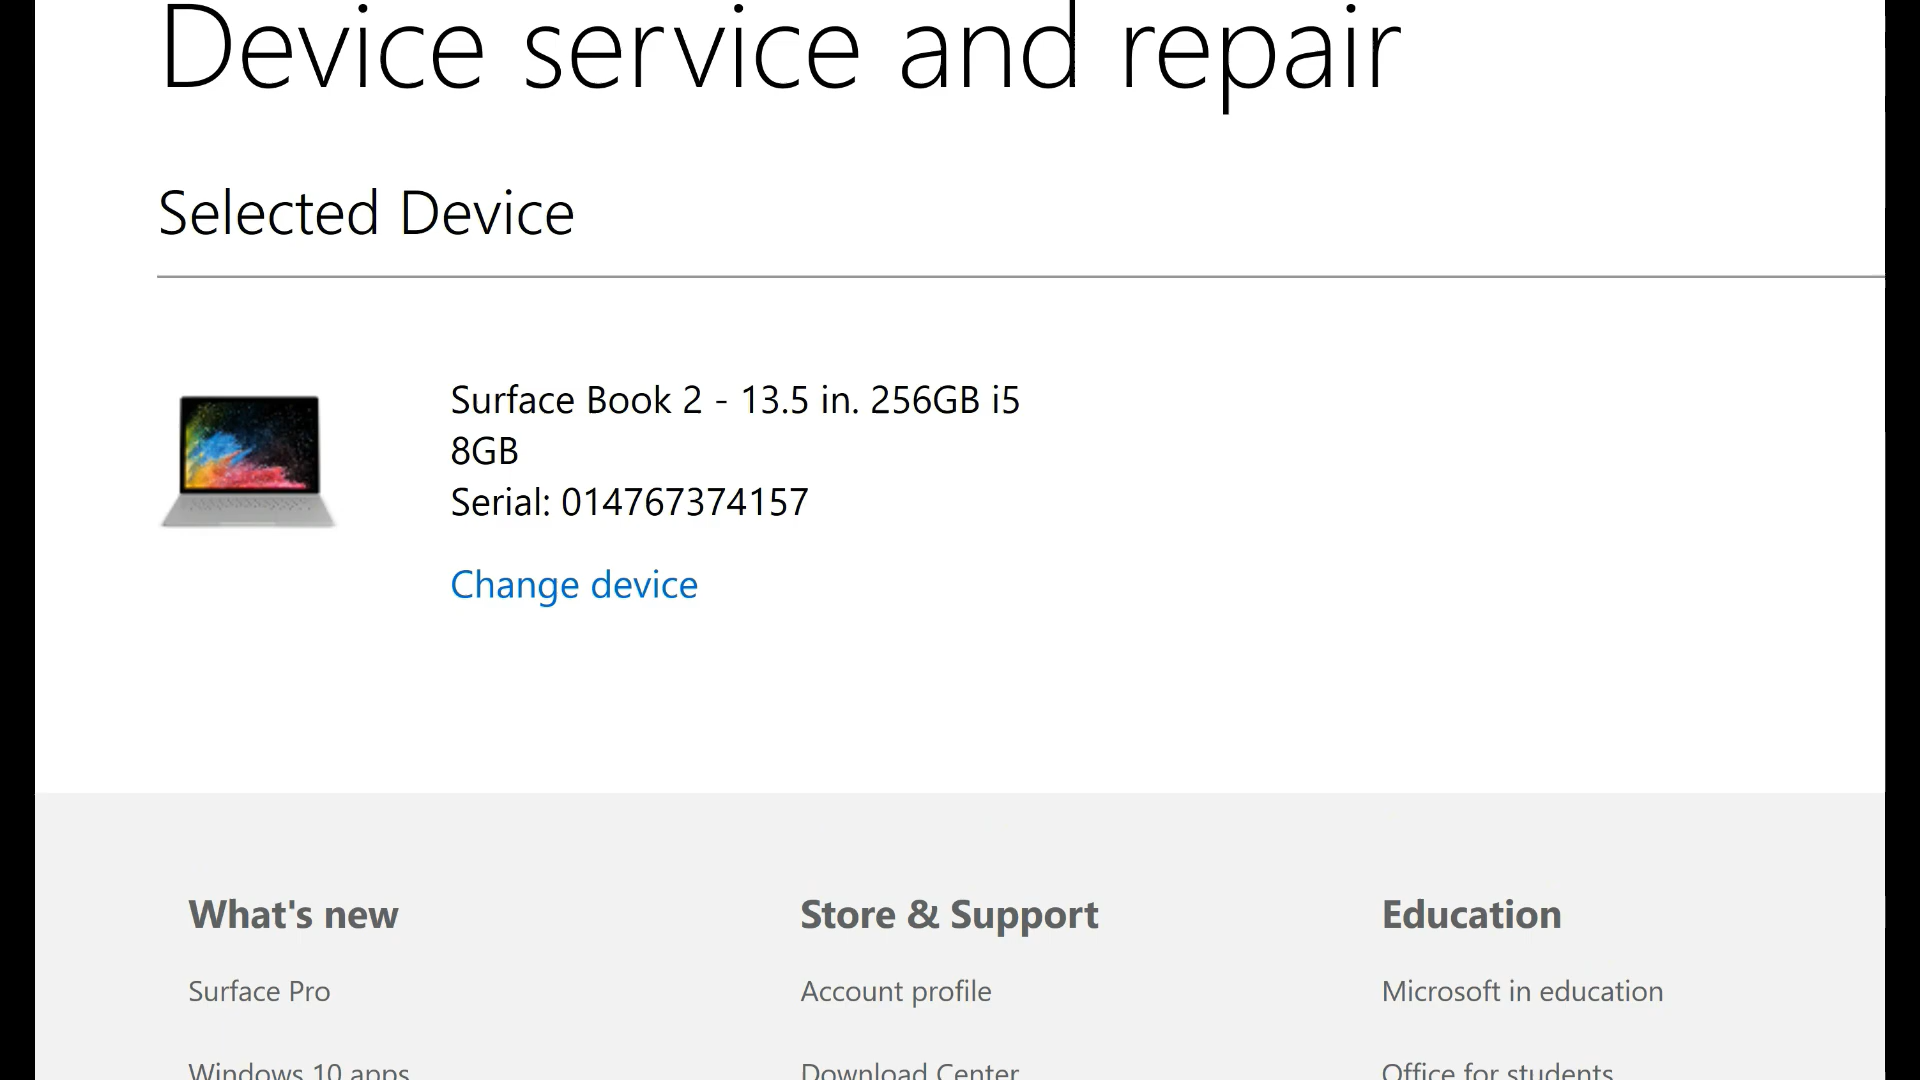 Device service and repair
Selected Device
Surface Book 2 - 13.5 in. 256GB i5
8GB
Serial: 014767374157
Change device
What's new
Store & Support
Education
Surface Pro
Account profile
Microsoft in education
Windows 10 apps
Download Center
Office for students